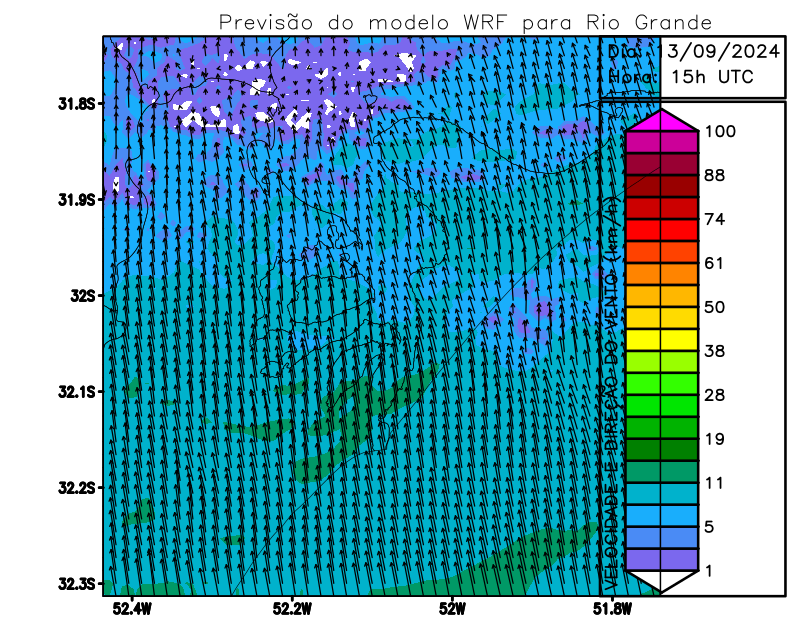 Previsão do modelo WRF para Rio Grande
Dia: 13/09/2024
Hora: 15h UTC
31.8S
31.9S
32S
32.1S
32.2S
32.3S
52.4W
52.2W
52W
51.8W
VELOCIDADE E DIREÇÃO DO VENTO (km/h)
100
88
74
61
50
38
28
19
11
5
1